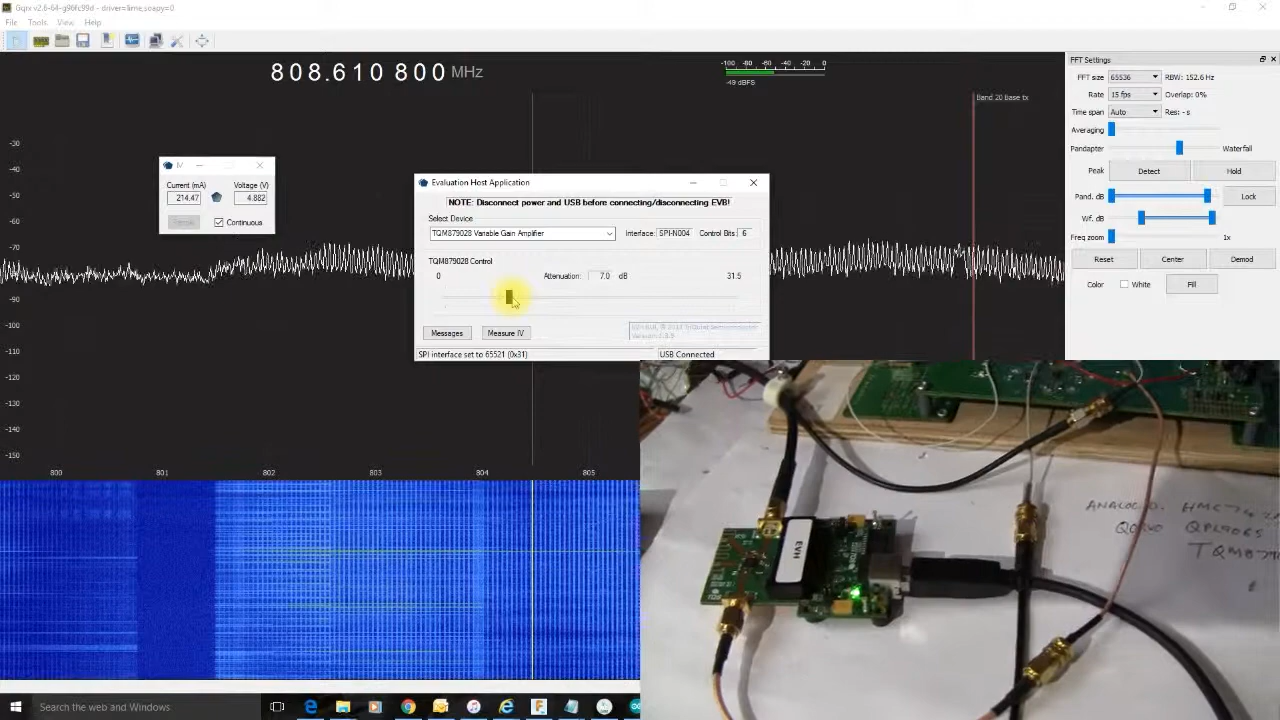 Gqrx v2.6-64-g96fc99d - driver=lime_soapy=0
File Tools View Help
808.610 800 MHz
-100 -80 -60 -40 -20 0
-49 dBFS
Band 20 Base tx
-30
-40
-50
-60
-70
-80
-90
-100
-110
-120
-130
-140
-150
800 801 802 803 804 805
IV
Current (mA) Voltage (V)
214.47 4.882
Continuous
Evaluation Host Application
NOTE: Disconnect power and USB before connecting/disconnecting EVB!
Select Device
TQM879028 Variable Gain Amplifier Interface: SPI-N004 Control Bits: 6
TQM879028 Control
0 Attenuation: 7.0 dB 31.5
Messages Measure IV
SPI interface set to 65521 (0x31) USB Connected
FFT Settings
FFT size 65536 RBW: 152.6 Hz
Rate 15 fps Overlap: 0%
Time span: Auto Res: - s
Averaging
Pandapter Waterfall
Peak Detect Hold
Pand. dB Lock
Wf. dB
Freq zoom 1x
Reset Center Demod
Color White Fill
EVH
QORVO
Search the web and Windows